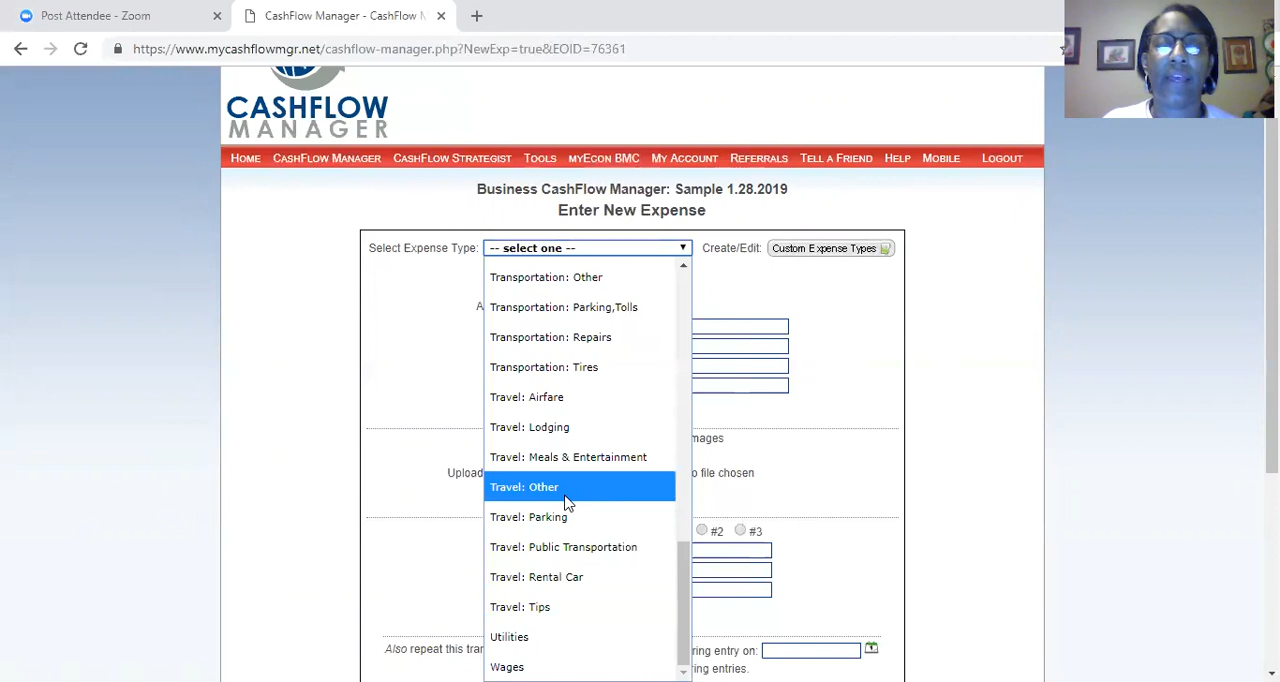 Post Attendee - Zoom
CashFlow Manager - CashFlow M
https://www.mycashflowmgr.net/cashflow-manager.php?NewExp=true&EOID=76361
CASHFLOW
MANAGER
HOME CASHFLOW MANAGER CASHFLOW STRATEGIST TOOLS MYECON BMC MY ACCOUNT REFERRALS TELL A FRIEND HELP MOBILE LOGOUT
Business CashFlow Manager: Sample 1.28.2019
Enter New Expense
Select Expense Type: -- select one -- Create/Edit: Custom Expense Types
Transportation: Other
A
Transportation: Parking,Tolls
Transportation: Repairs
Transportation: Tires
Travel: Airfare
Travel: Lodging
mages
Travel: Meals & Entertainment
Upload
o file chosen
Travel: Other
Travel: Parking
#2 #3
Travel: Public Transportation
Travel: Rental Car
Travel: Tips
Utilities
Also repeat this tran
ring entry on:
Wages
ring entries.